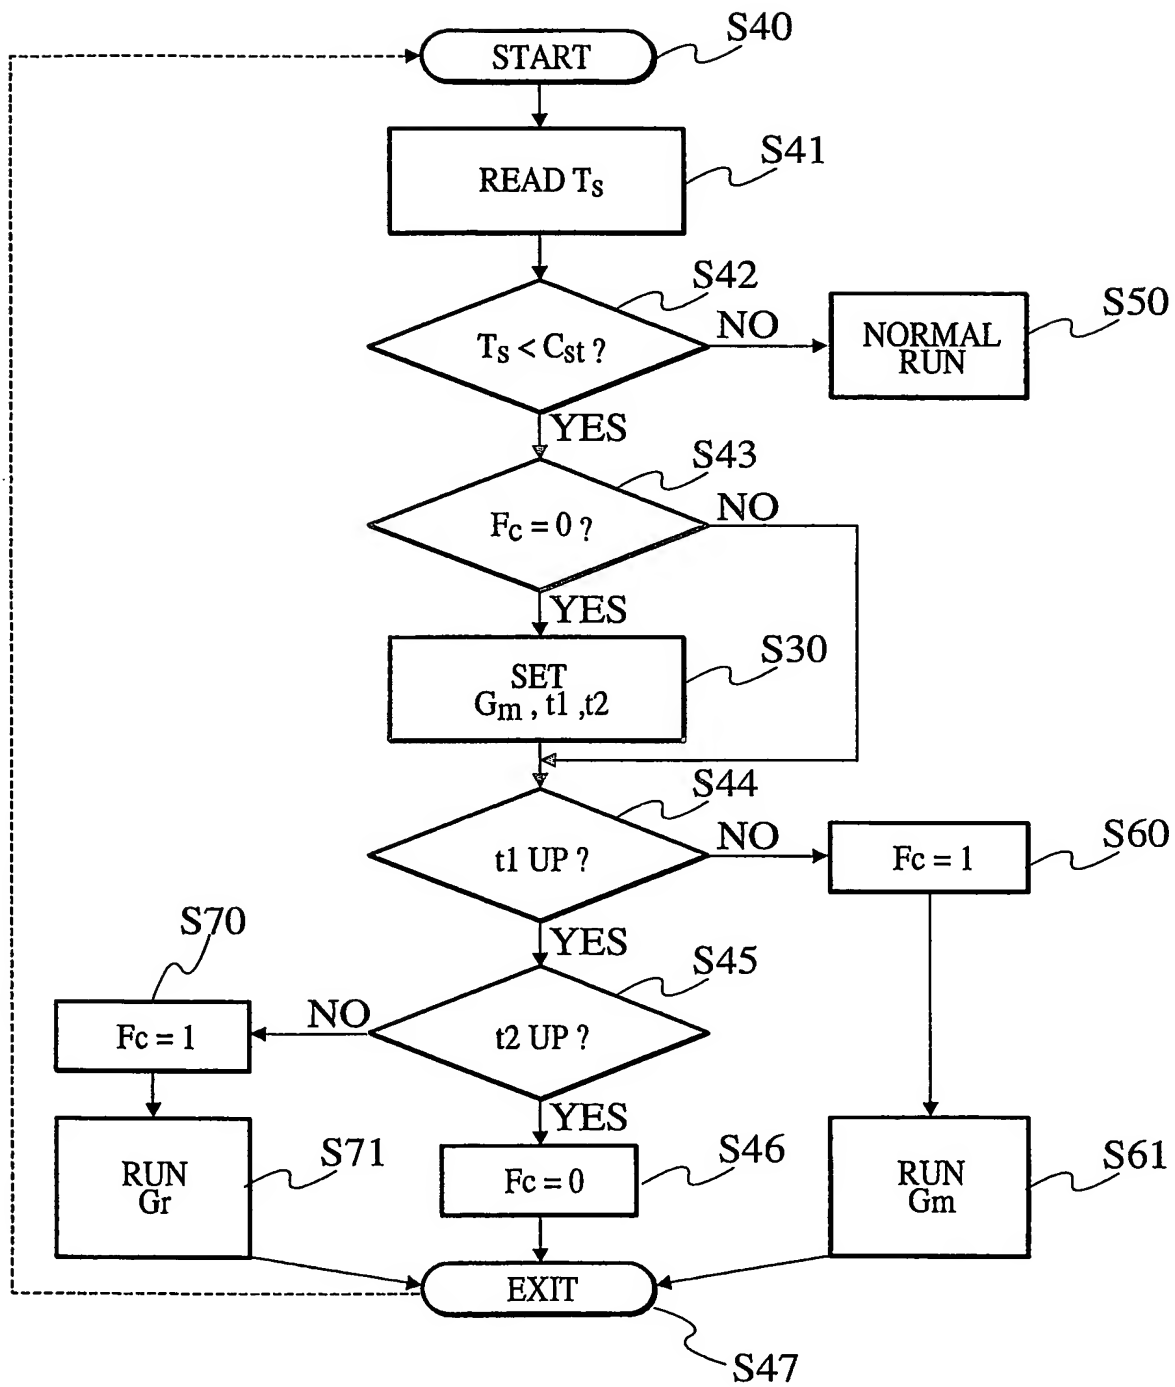 S40
START
S41
READ Ts
S42
Ts < Cst ?
NO
S50
NORMAL
RUN
YES
S43
Fc = 0 ?
NO
YES
S30
SET
Gm , t1 ,t2
S44
t1 UP ?
NO
S60
Fc = 1
YES
S70
S45
Fc = 1
NO
t2 UP ?
YES
S71
RUN
Gr
S46
Fc = 0
S61
RUN
Gm
EXIT
S47